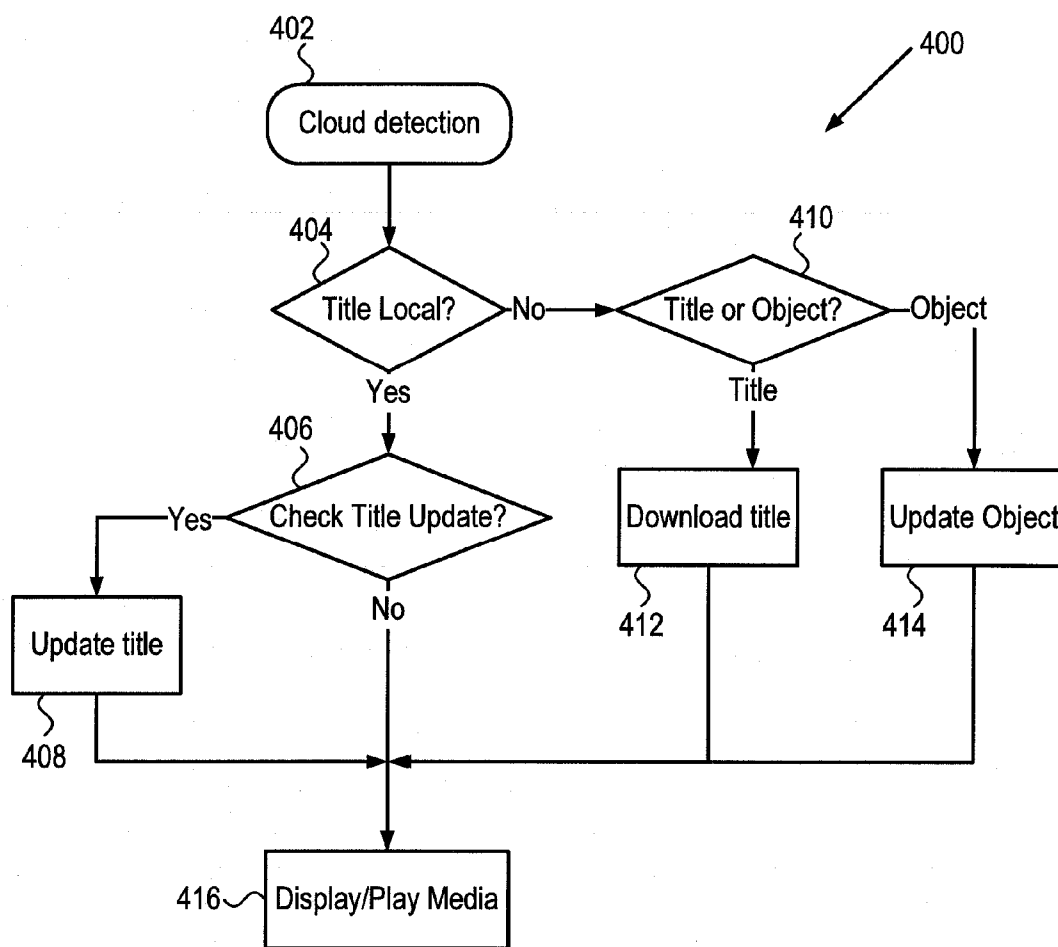 402
400
Cloud detection
404
410
Title Local?
No
Title or Object?
Object
Yes
Title
406
Yes
Check Title Update?
Download title
Update Object
No
412
414
Update title
408
416
Display/Play Media